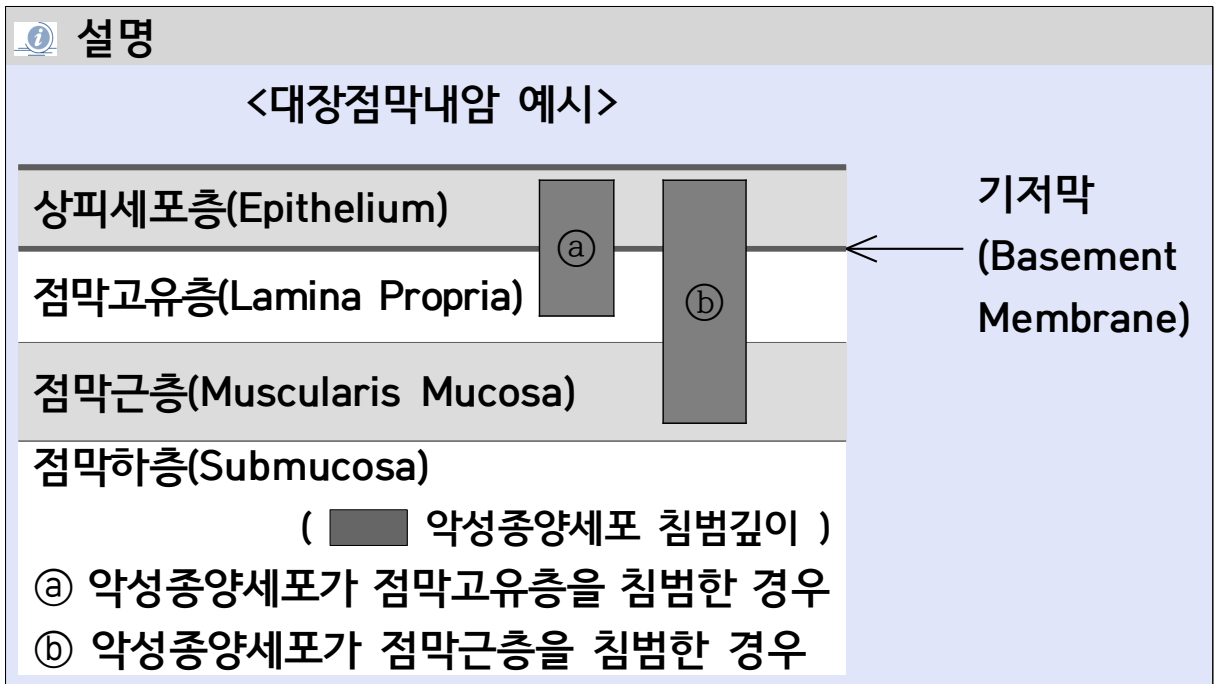 설명
<대장점막내암 예시>
상피세포층(Epithelium)
ⓐ
점막고유층(Lamina Propria)
ⓑ
점막근층(Muscularis Mucosa)
점막하층(Submucosa)
기저막
(Basement
Membrane)
( 악성종양세포 침범깊이 )
ⓐ 악성종양세포가 점막고유층을 침범한 경우
ⓑ 악성종양세포가 점막근층을 침범한 경우